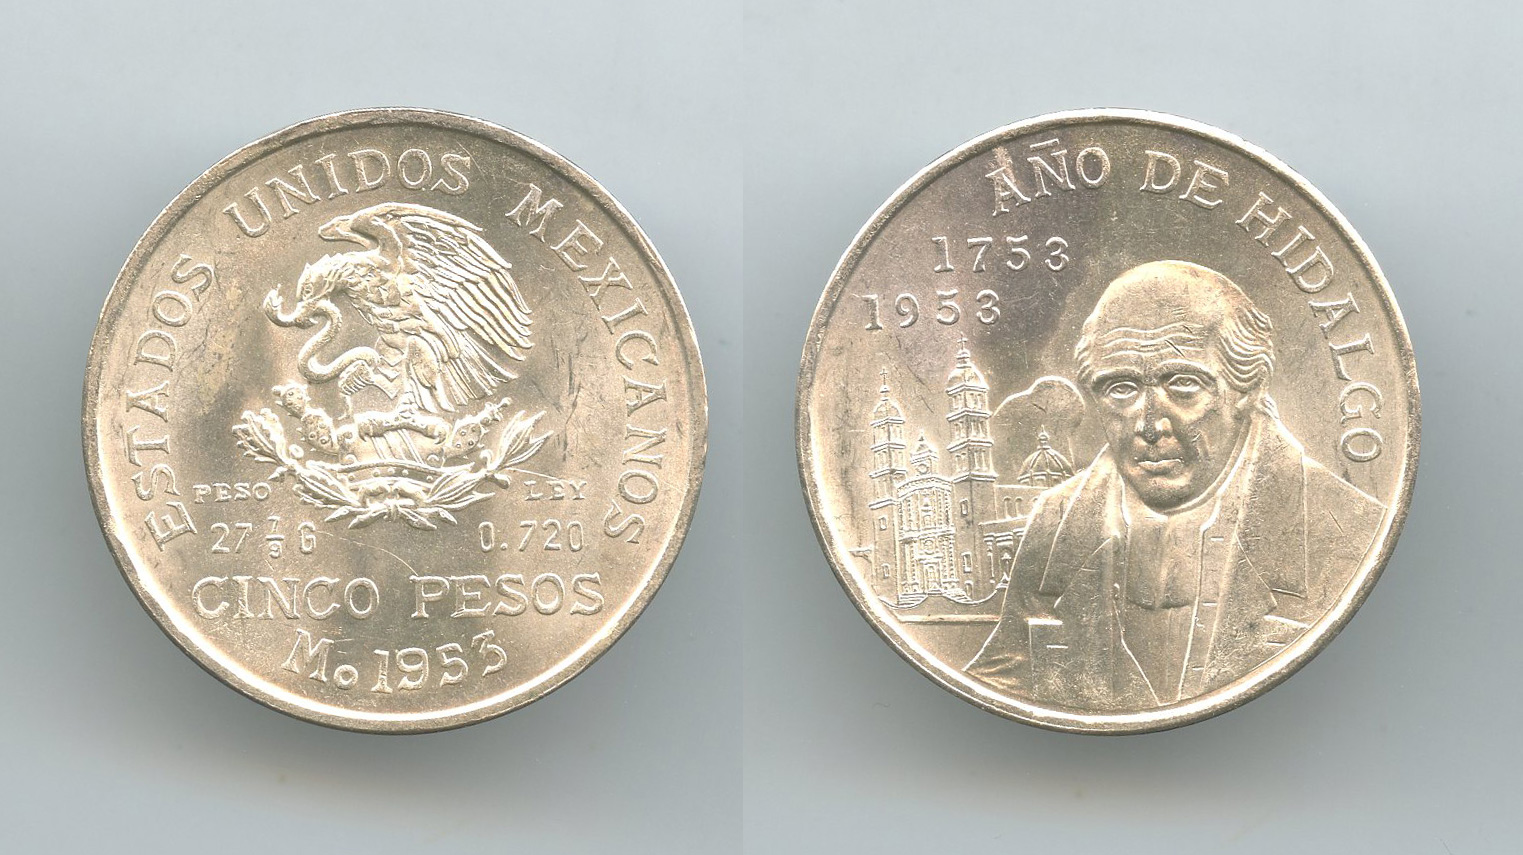 ESTADOS UNIDOS MEXICANOS
PESO LEY
27 7/9 G 0.720
CINCO PESOS
Mo 1953
AÑO DE HIDALGO
1753
1953